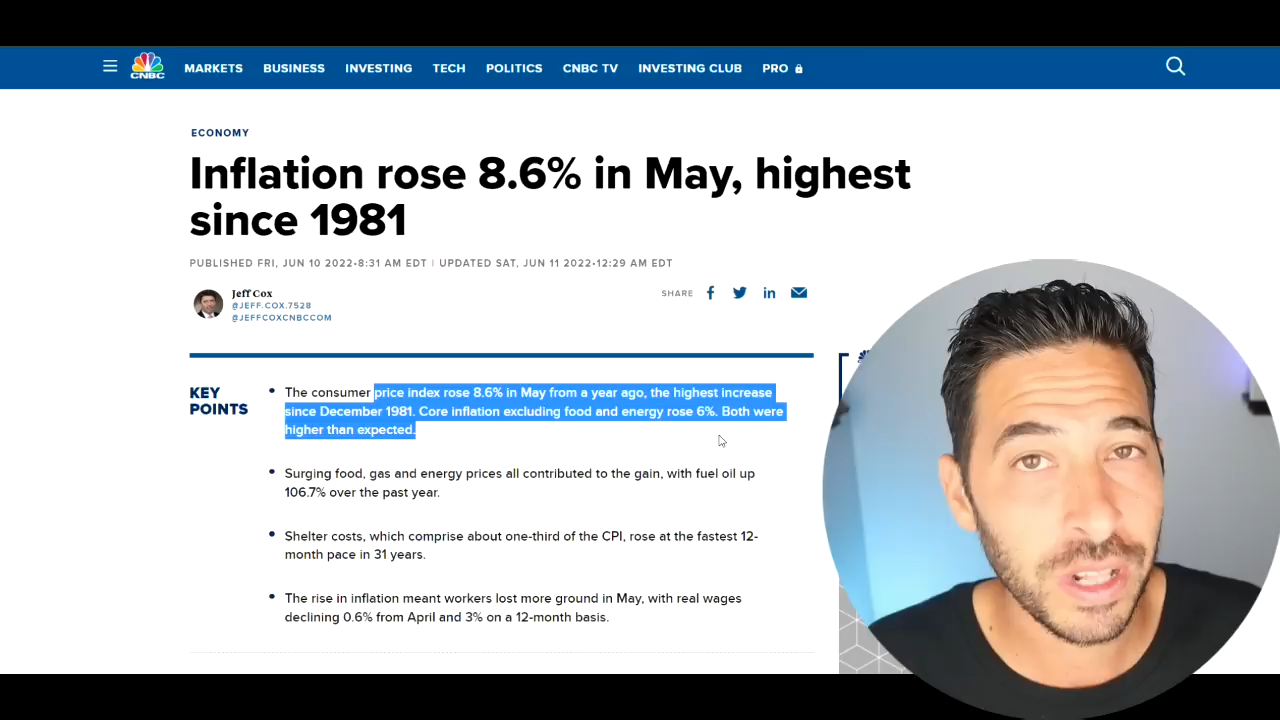 CNBC
MARKETS BUSINESS INVESTING TECH POLITICS CNBC TV INVESTING CLUB PRO
ECONOMY
Inflation rose 8.6% in May, highest
since 1981
PUBLISHED FRI, JUN 10 2022•8:31 AM EDT | UPDATED SAT, JUN 11 2022•12:29 AM EDT
Jeff Cox
@JEFF.COX.7528
@JEFFCOXCNBCCOM
SHARE
KEY
POINTS
• The consumer price index rose 8.6% in May from a year ago, the highest increase
since December 1981. Core inflation excluding food and energy rose 6%. Both were
higher than expected.
• Surging food, gas and energy prices all contributed to the gain, with fuel oil up
106.7% over the past year.
• Shelter costs, which comprise about one-third of the CPI, rose at the fastest 12-
month pace in 31 years.
• The rise in inflation meant workers lost more ground in May, with real wages
declining 0.6% from April and 3% on a 12-month basis.